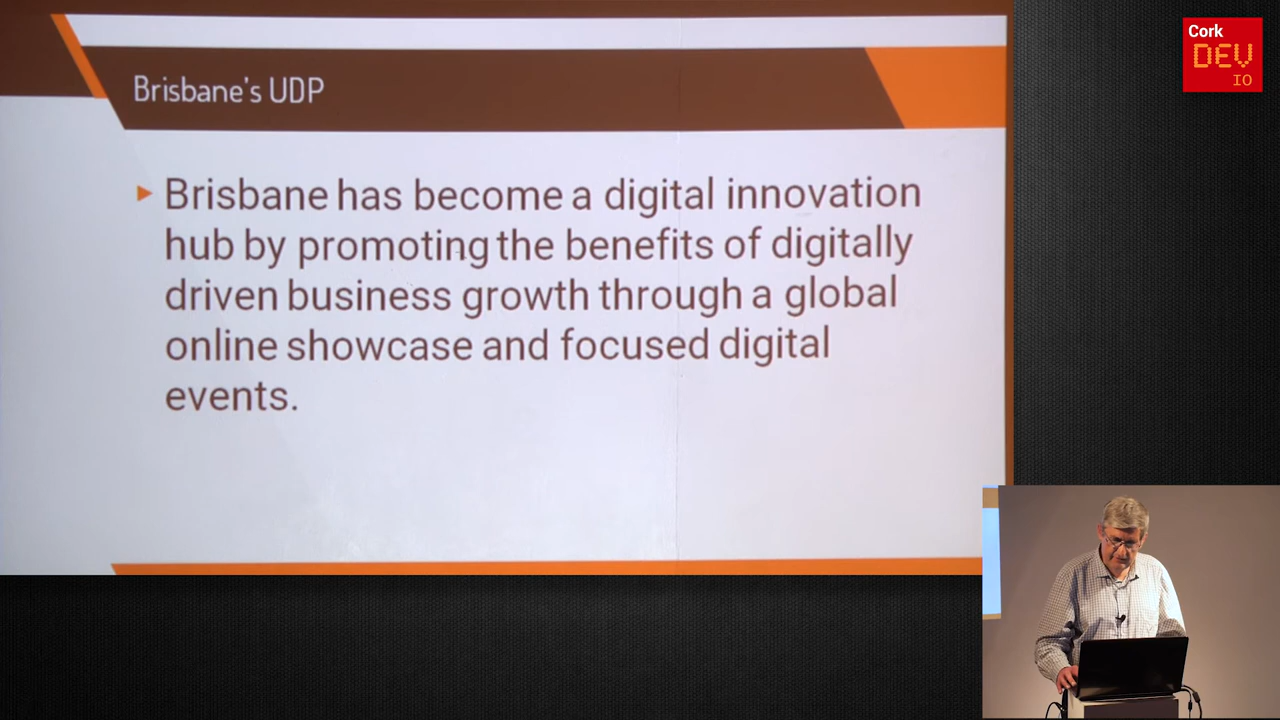 Cork
DEV
IO
Brisbane's UDP
Brisbane has become a digital innovation
hub by promoting the benefits of digitally
driven business growth through a global
online showcase and focused digital
events.